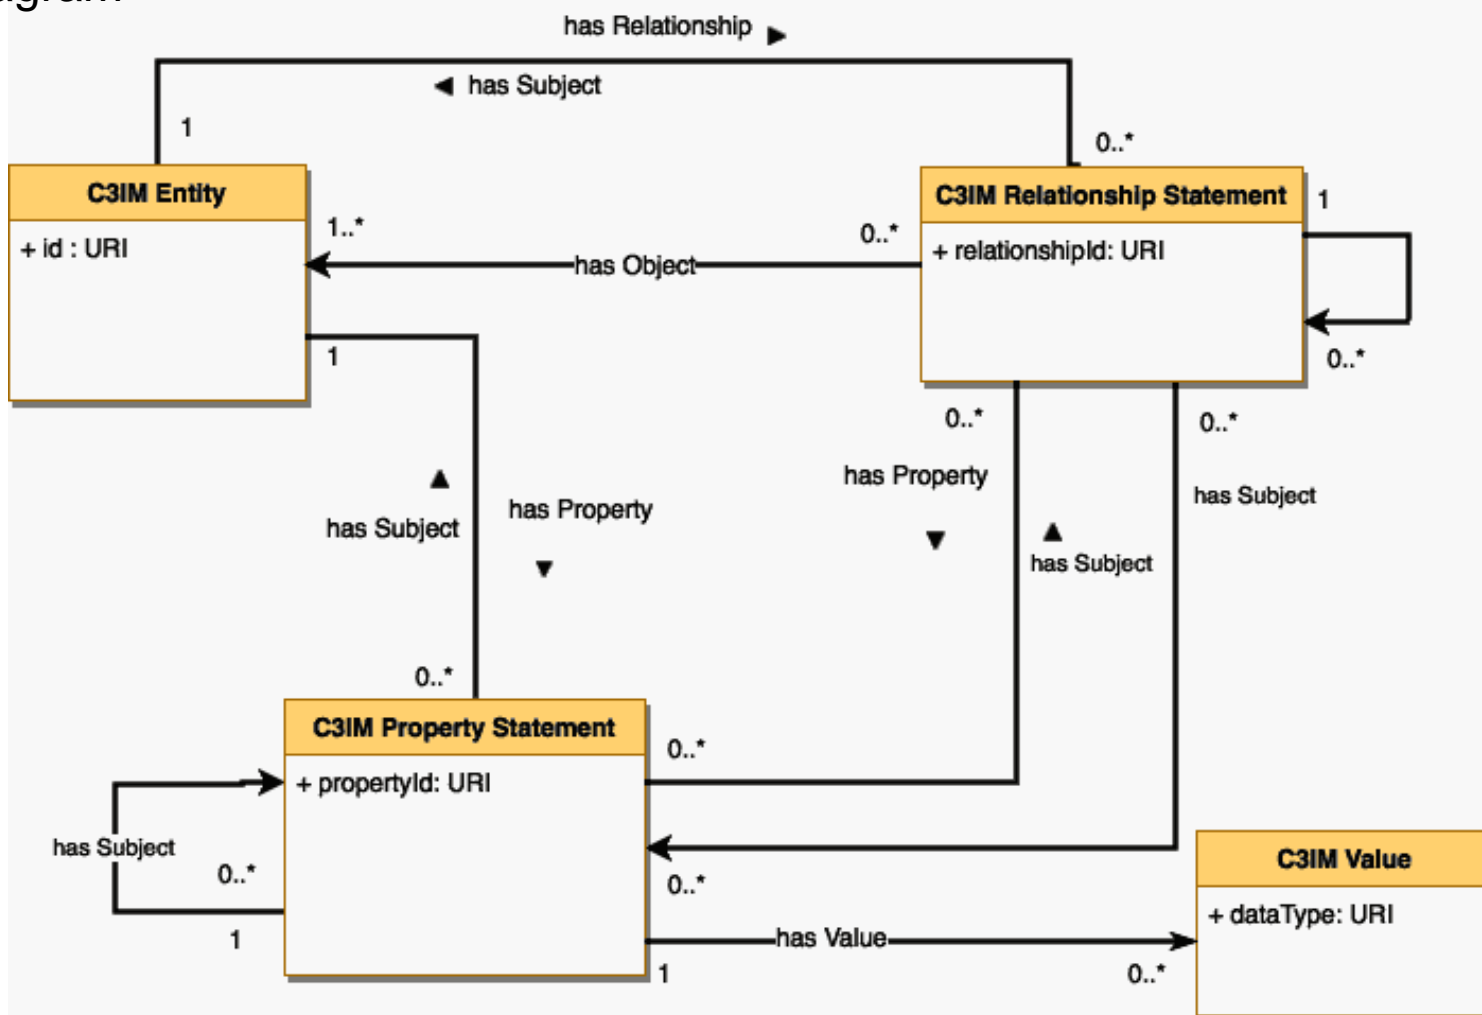 has Relationship ►
◄ has Subject
1
0..*
C3IM Entity
C3IM Relationship Statement
1
+ id : URI
1..*
0..*
+ relationshipId: URI
has Object
1
0..*
0..*
0..*
has Property
has Subject
▲
has Property
has Subject
▼
▼
▲
has Subject
0..*
C3IM Property Statement
0..*
+ propertyId: URI
has Subject
0..*
0..*
C3IM Value
+ dataType: URI
1
has Value
1
0..*